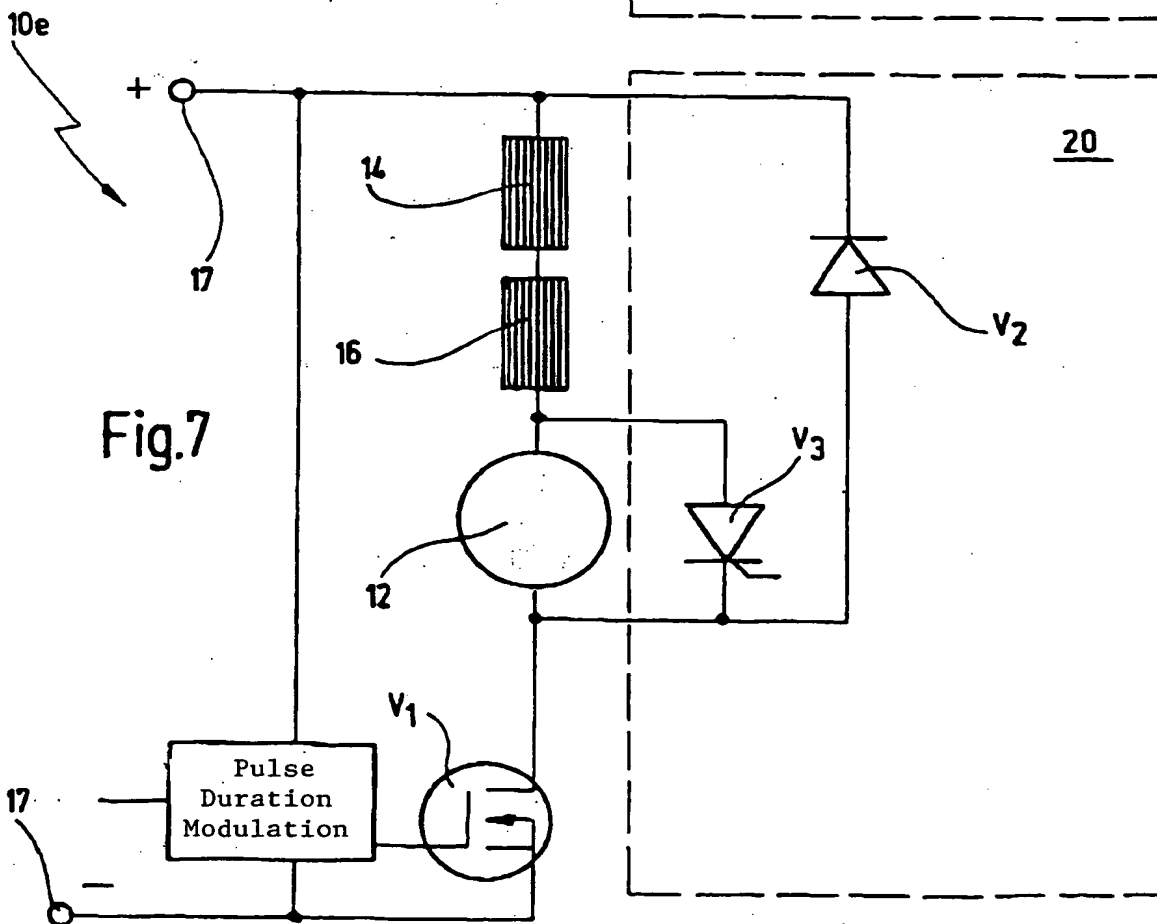 10e
+
20
14
17
V2
16
Fig.7
V3
12
V1
Pulse
Duration
Modulation
17
—